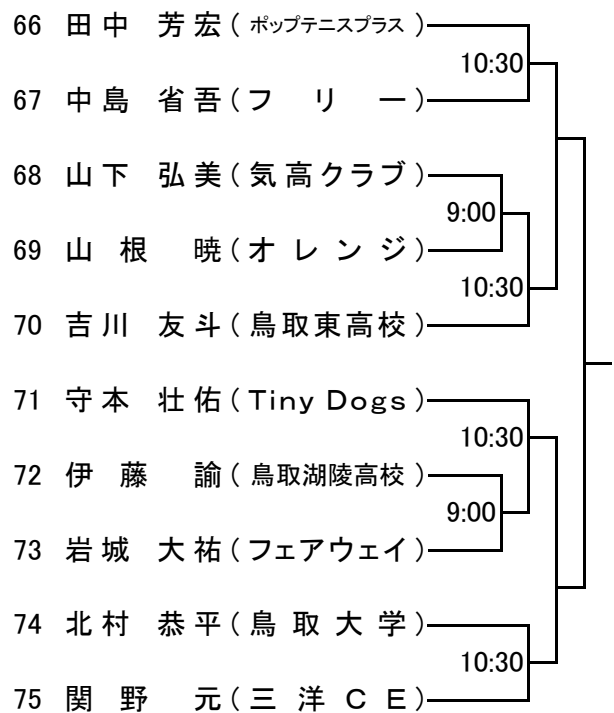 66 田中 芳宏(ポップテニスプラス)
10:30
67 中島 省吾(フリー)
68 山下 弘美(気高クラブ)
9:00
69 山根 暁(オレンジ)
10:30
70 吉川 友斗(鳥取東高校)
71 守本 壮佑(Tiny Dogs)
10:30
72 伊藤 諭(鳥取湖陵高校)
9:00
73 岩城 大祐(フェアウェイ)
74 北村 恭平(鳥取大学)
10:30
75 関野 元(三洋CE)